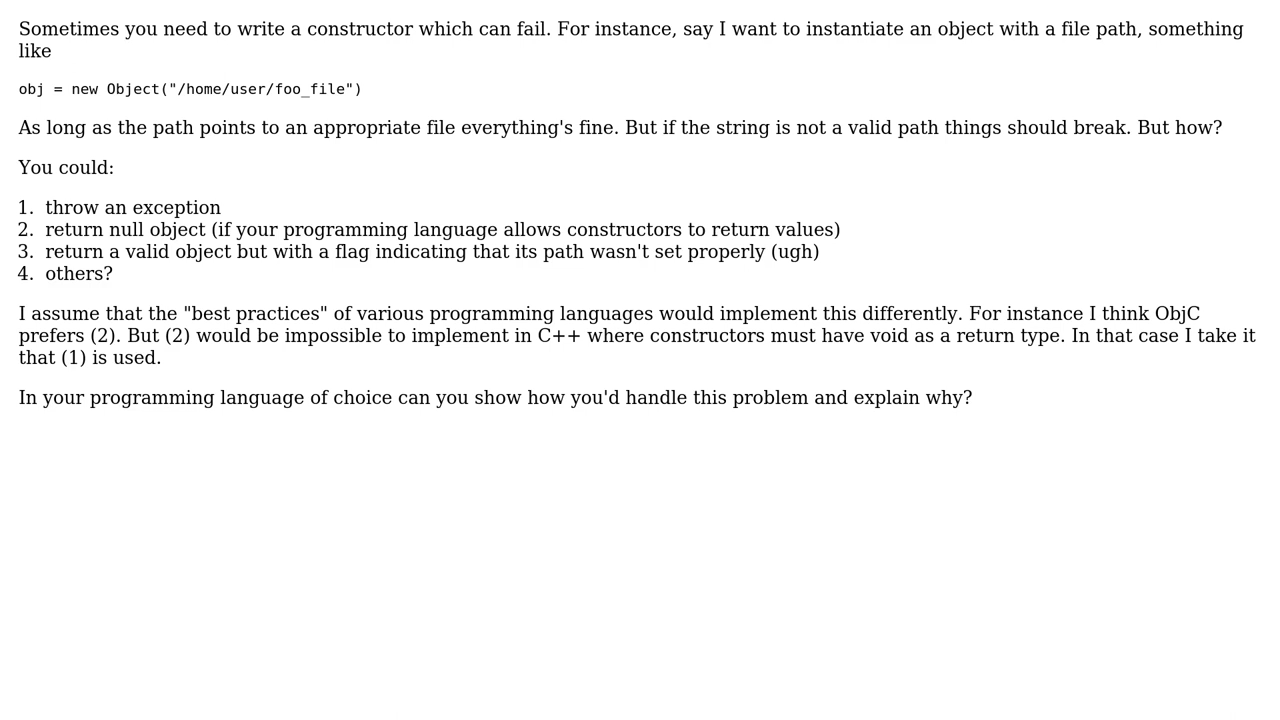 Sometimes you need to write a constructor which can fail. For instance, say I want to instantiate an object with a file path, something
like
obj = new Object("/home/user/foo_file")
As long as the path points to an appropriate file everything's fine. But if the string is not a valid path things should break. But how?
You could:
1. throw an exception
2. return null object (if your programming language allows constructors to return values)
3. return a valid object but with a flag indicating that its path wasn't set properly (ugh)
4. others?
I assume that the "best practices" of various programming languages would implement this differently. For instance I think ObjC
prefers (2). But (2) would be impossible to implement in C++ where constructors must have void as a return type. In that case I take it
that (1) is used.
In your programming language of choice can you show how you'd handle this problem and explain why?